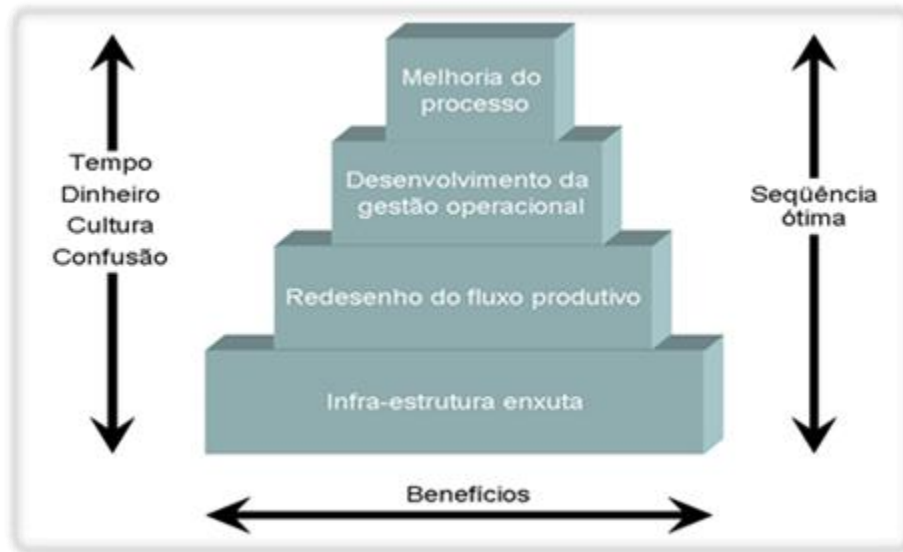 Melhoria do
processo
Desenvolvimento da
gestão operacional
Redesenho do fluxo produtivo
Infra-estrutura enxuta
Tempo
Dinheiro
Cultura
Confusão
Seqüência
ótima
Benefícios